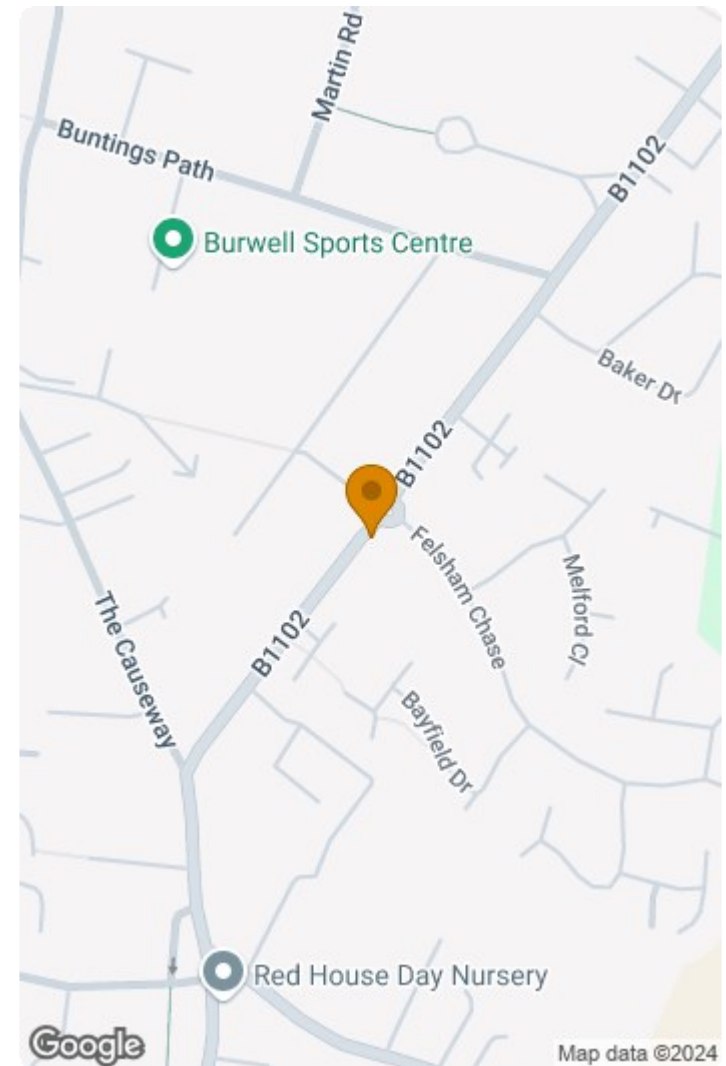 Martin Rd
Buntings Path
B1102
Burwell Sports Centre
Baker Dr
B1102
Felsham Chase
Melford Cl
The Causeway
B1102
Bayfield Dr
Red House Day Nursery
Google
Map data ©2024